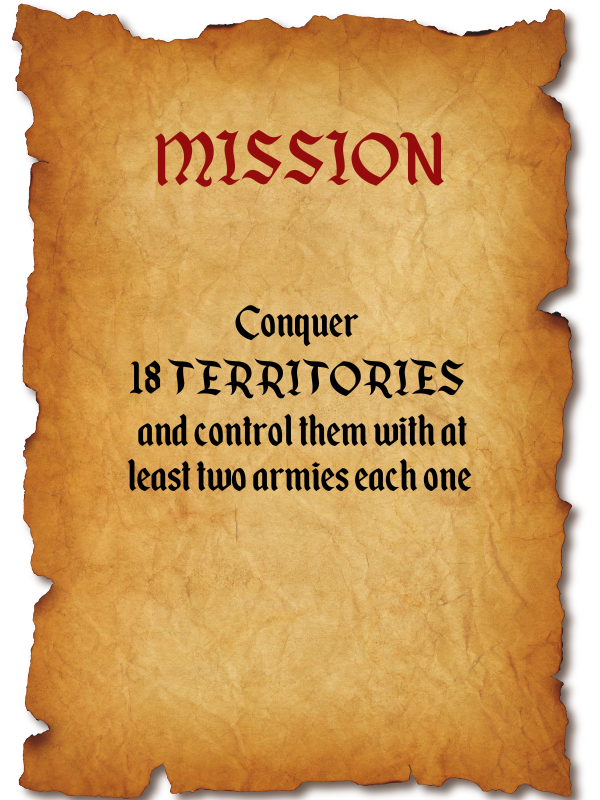 MISSION
Conquer
18 TERRITORIES
and control them with at
least two armies each one